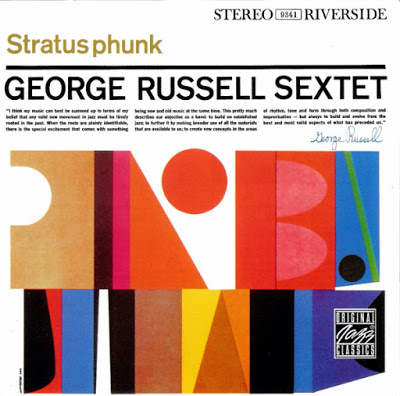 STEREO 9341 RIVERSIDE
Stratusphunk
GEORGE RUSSELL SEXTET
"I think my music can best be summed up in terms of my
belief that any valid new movement in jazz must be firmly
rooted in the past. When the roots are plainly identifiable,
there is the special excitement that comes with something
being new and old music at the same time. This pretty much
describes our objective as a band: to build on established
jazz; to further it by making broader use of all the materials
that are available to us; to create new concepts in the areas
of rhythm, tone and form through both composition and
improvisation — but always to build and evolve from the
best and most valid aspects of what has preceded us."
George Russell
ORIGINAL
Jazz
CLASSICS